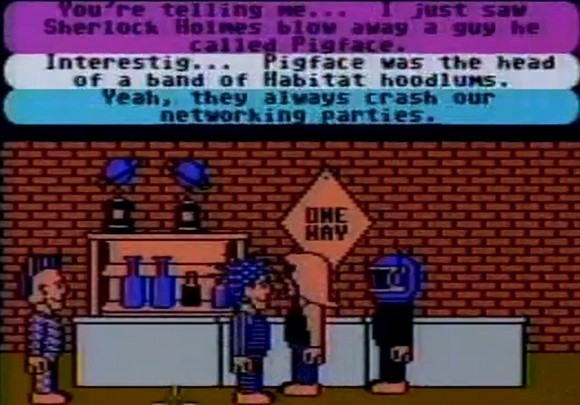 You're telling me... I just saw
Sherlock Holmes blow away a guy he
called Pigface.
Interestig... Pigface was the head
of a band of Habitat hoodlums.
Yeah, they always crash our
networking parties.
ONE
WAY